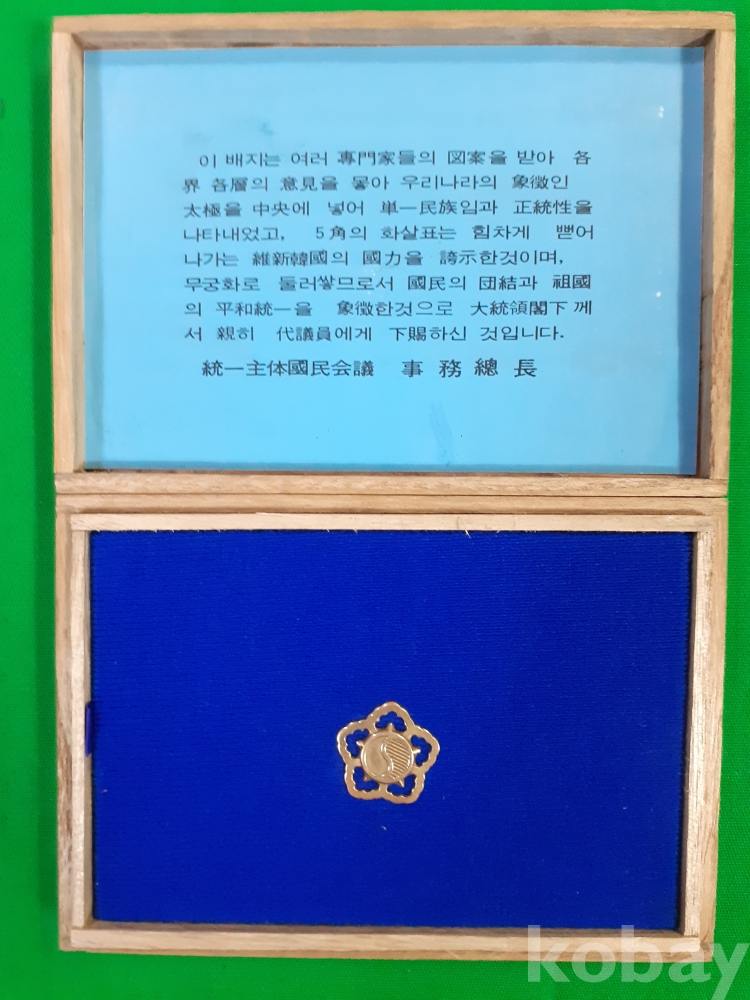 이 배지는 여러 專門家들의 図案을 받아 各
界 各層의 意見을 몽아 우리나라의 象徵인
太極을 中央에 넣어 単一民族임과 正統性을
나타내었고, 5角의 화살표는 힘차게 뻗어
나가는 維新韓國의 國力을 誇示한것이며,
무궁화로 둘러쌓므로서 國民의 団結과 祖國
의 平和統一을 象徵한것으로 大統領閣下께
서 親히 代議員에게 下賜하신 것입니다.
統一主体國民会議 事務總長
kobay